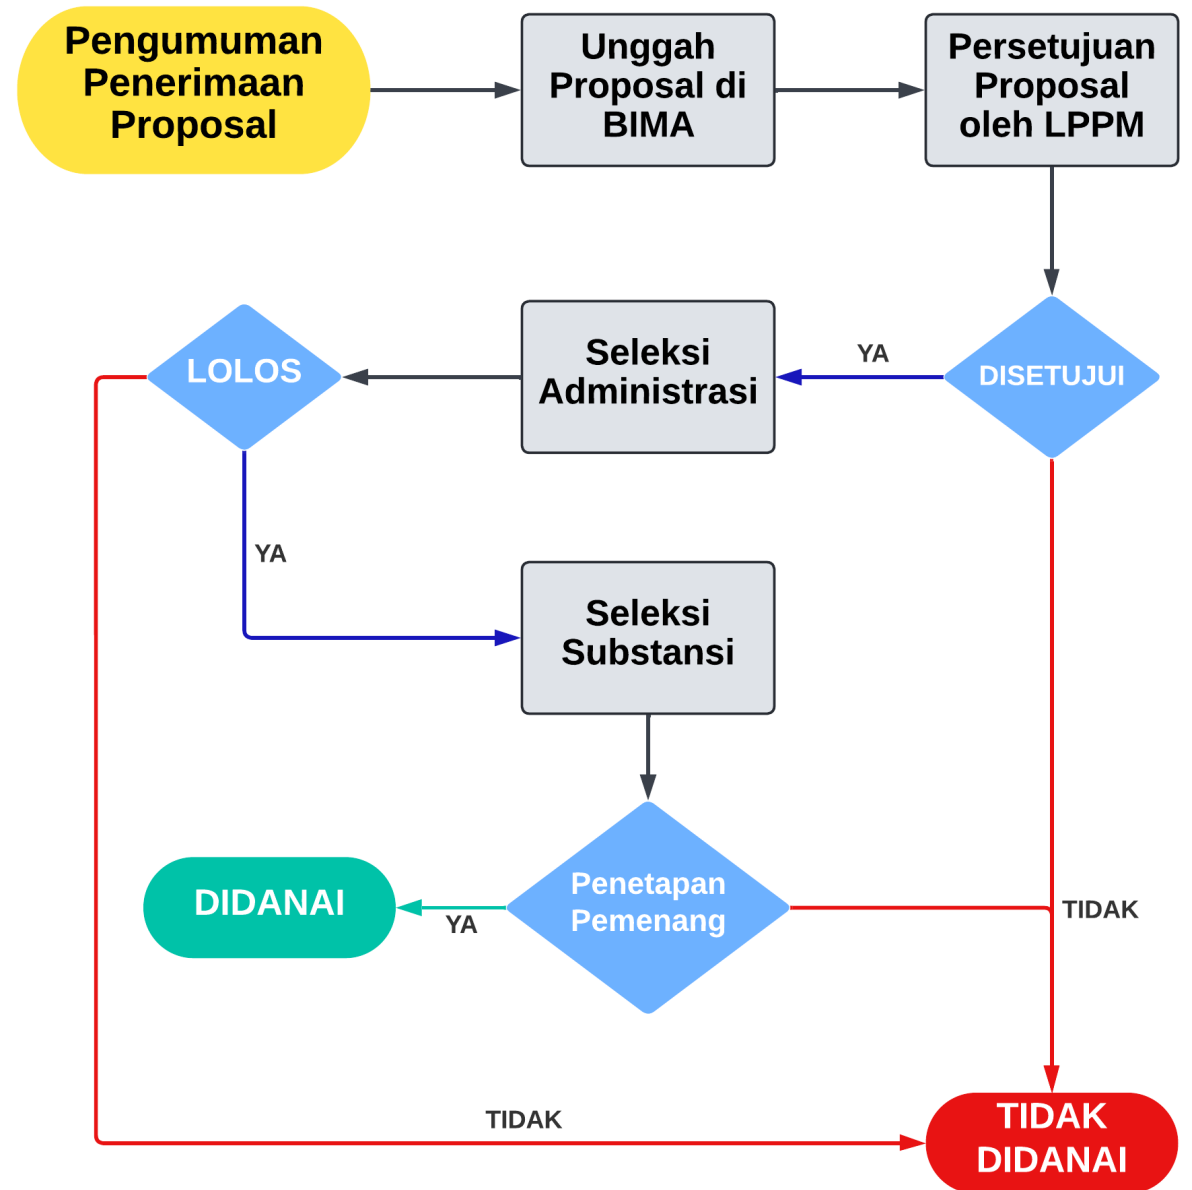 Pengumuman
Penerimaan
Proposal
Unggah
Proposal di
BIMA
Persetujuan
Proposal
oleh LPPM
LOLOS
Seleksi
Administrasi
YA
DISETUJUI
YA
Seleksi
Substansi
DIDANAI
YA
Penetapan
Pemenang
TIDAK
TIDAK
TIDAK
DIDANAI